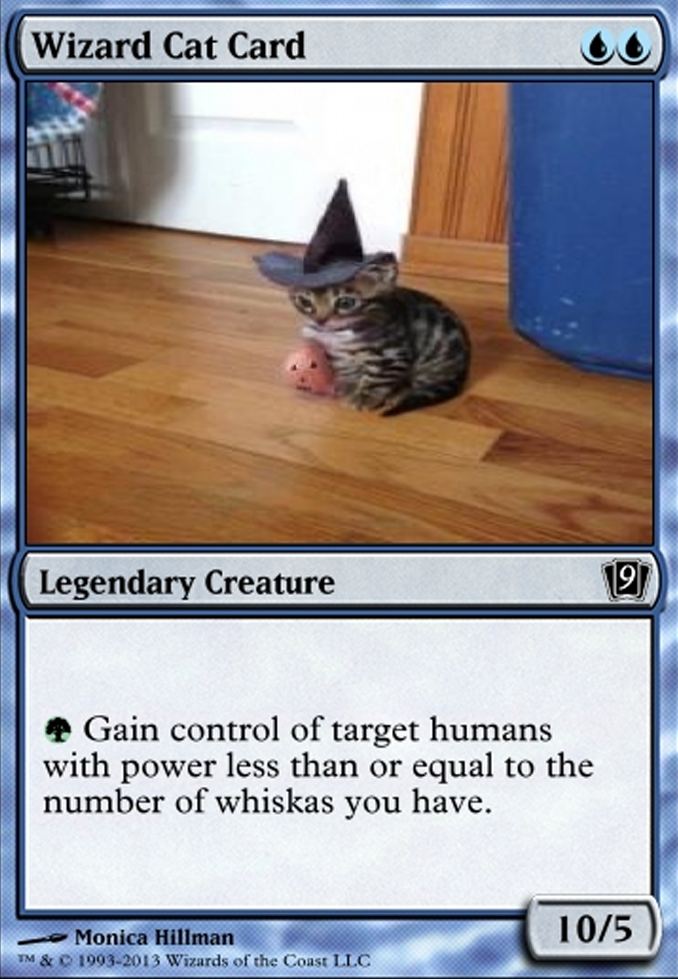 Wizard Cat Card
Legendary Creature
9
Gain control of target humans
with power less than or equal to the
number of whiskas you have.
10/5
Monica Hillman
™ & © 1993-2013 Wizards of the Coast LLC